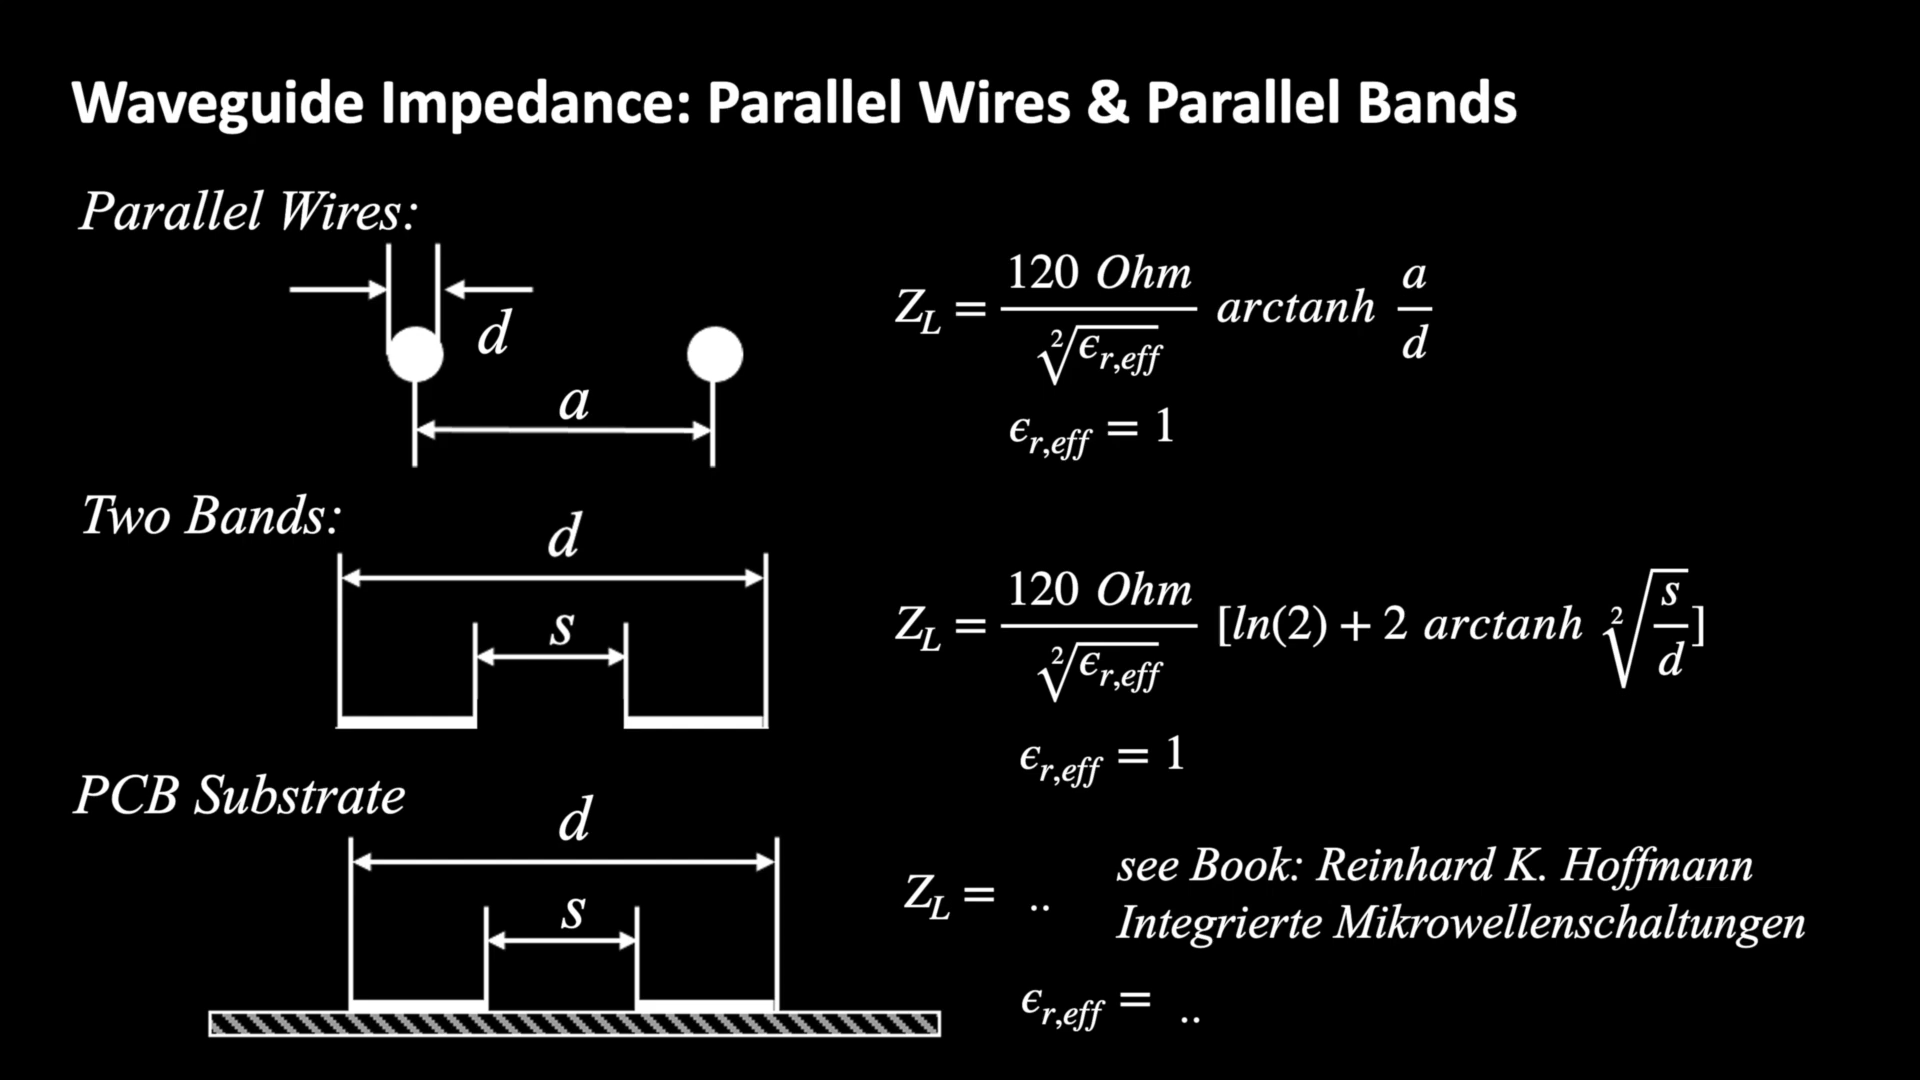 Waveguide Impedance: Parallel Wires & Parallel Bands
Parallel Wires:
d
a
Z_L = 120 Ohm / ²√ϵ_r,eff arctanh a/d
ϵ_r,eff = 1
Two Bands:
d
s
Z_L = 120 Ohm / ²√ϵ_r,eff [ln(2) + 2 arctanh ²√(s/d)]
ϵ_r,eff = 1
PCB Substrate
d
s
Z_L = ..
see Book: Reinhard K. Hoffmann
Integrierte Mikrowellenschaltungen
ϵ_r,eff = ..